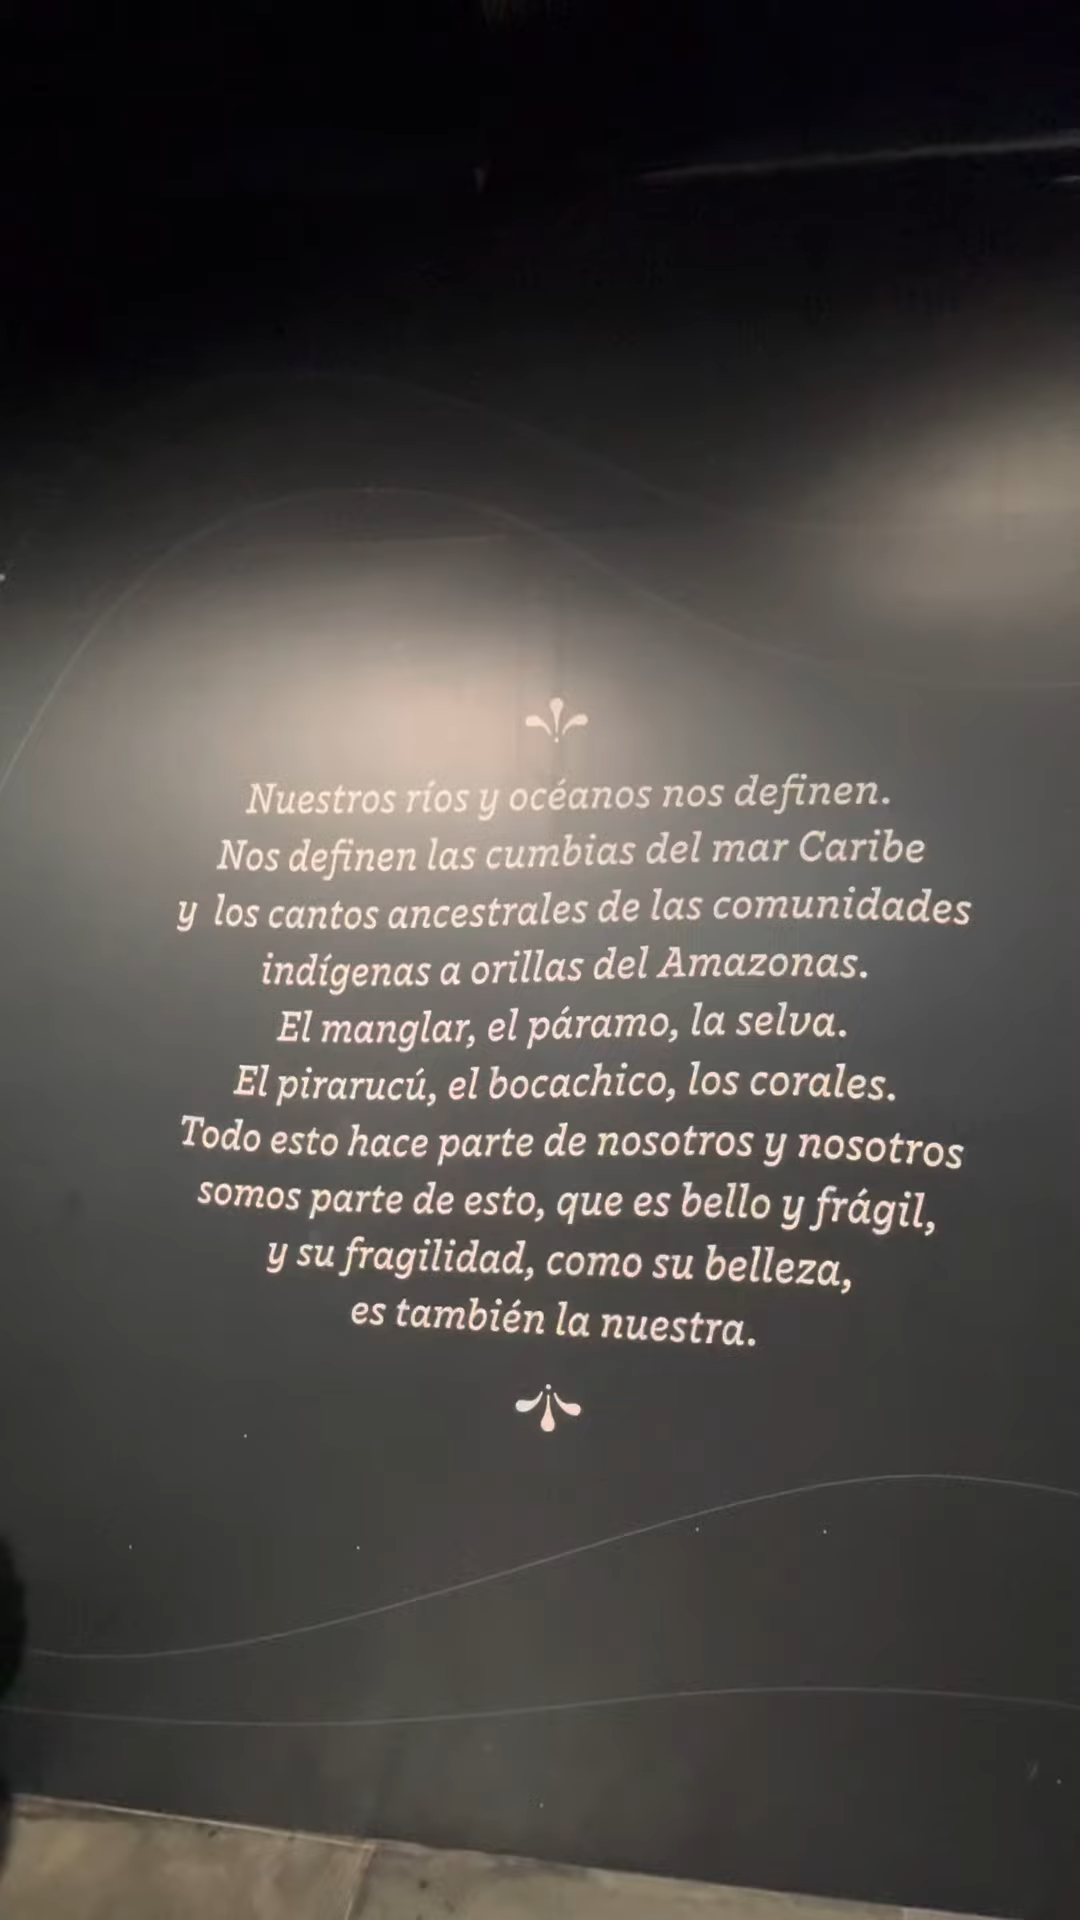 Nuestros ríos y océanos nos definen.
Nos definen las cumbias del mar Caribe
y los cantos ancestrales de las comunidades
indígenas a orillas del Amazonas.
El manglar, el páramo, la selva.
El pirarucú, el bocachico, los corales.
Todo esto hace parte de nosotros y nosotros
somos parte de esto, que es bello y frágil,
y su fragilidad, como su belleza,
es también la nuestra.